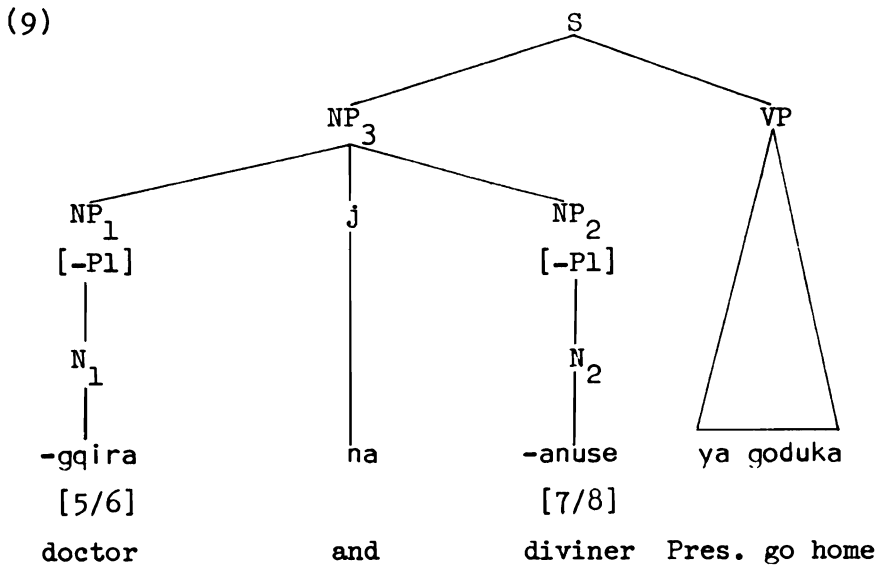 (9)
S
NP3 VP
NP1 j NP2
[-Pl] [-Pl]
N1 N2
-gqira na -anuse ya goduka
[5/6] [7/8]
doctor and diviner Pres. go home